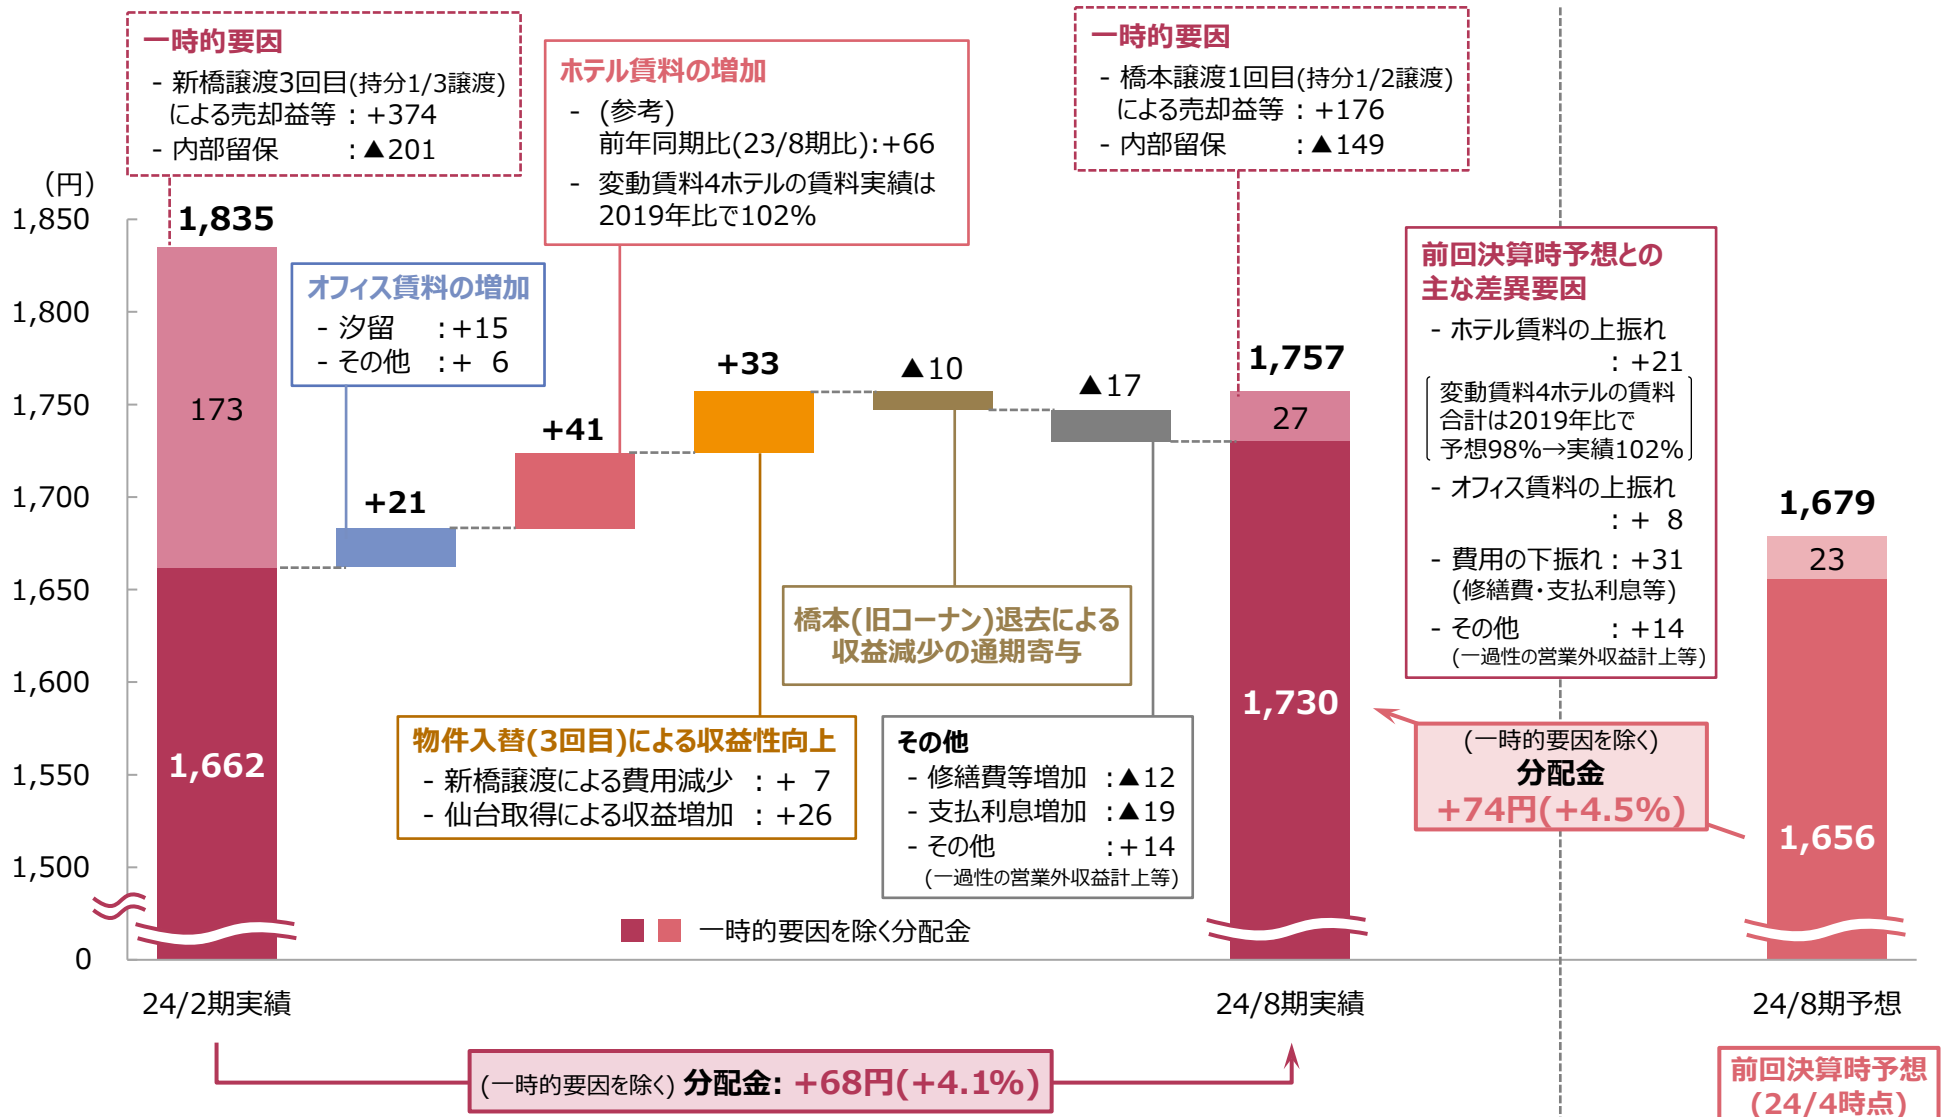 一時的要因
- 新橋譲渡3回目(持分1/3譲渡)
による売却益等：+374
- 内部留保 ：▲201
ホテル賃料の増加
- (参考)
前年同期比(23/8期比):+66
- 変動賃料4ホテルの賃料実績は
2019年比で102%
一時的要因
- 橋本譲渡1回目(持分1/2譲渡)
による売却益等：+176
- 内部留保 ：▲149
(円)
1,850
1,800
1,750
1,700
1,650
1,600
1,550
1,500
0
1,835
173
1,662
オフィス賃料の増加
- 汐留 ：+15
- その他 ：+ 6
+21
+41
+33
▲10
▲17
1,757
27
1,730
前回決算時予想との
主な差異要因
- ホテル賃料の上振れ
：+21
変動賃料4ホテルの賃料
合計は2019年比で
予想98%→実績102%
- オフィス賃料の上振れ
：+ 8
- 費用の下振れ：+31
(修繕費・支払利息等)
- その他 ：+14
(一過性の営業外収益計上等)
1,679
23
1,656
橋本(旧コーナン)退去による
収益減少の通期寄与
物件入替(3回目)による収益性向上
- 新橋譲渡による費用減少 ：+ 7
- 仙台取得による収益増加 ：+26
その他
- 修繕費等増加 ：▲12
- 支払利息増加 ：▲19
- その他 ：+14
(一過性の営業外収益計上等)
(一時的要因を除く)
分配金
+74円(+4.5%)
一時的要因を除く分配金
24/2期実績
24/8期実績
24/8期予想
(一時的要因を除く) 分配金: +68円(+4.1%)
前回決算時予想
(24/4時点)